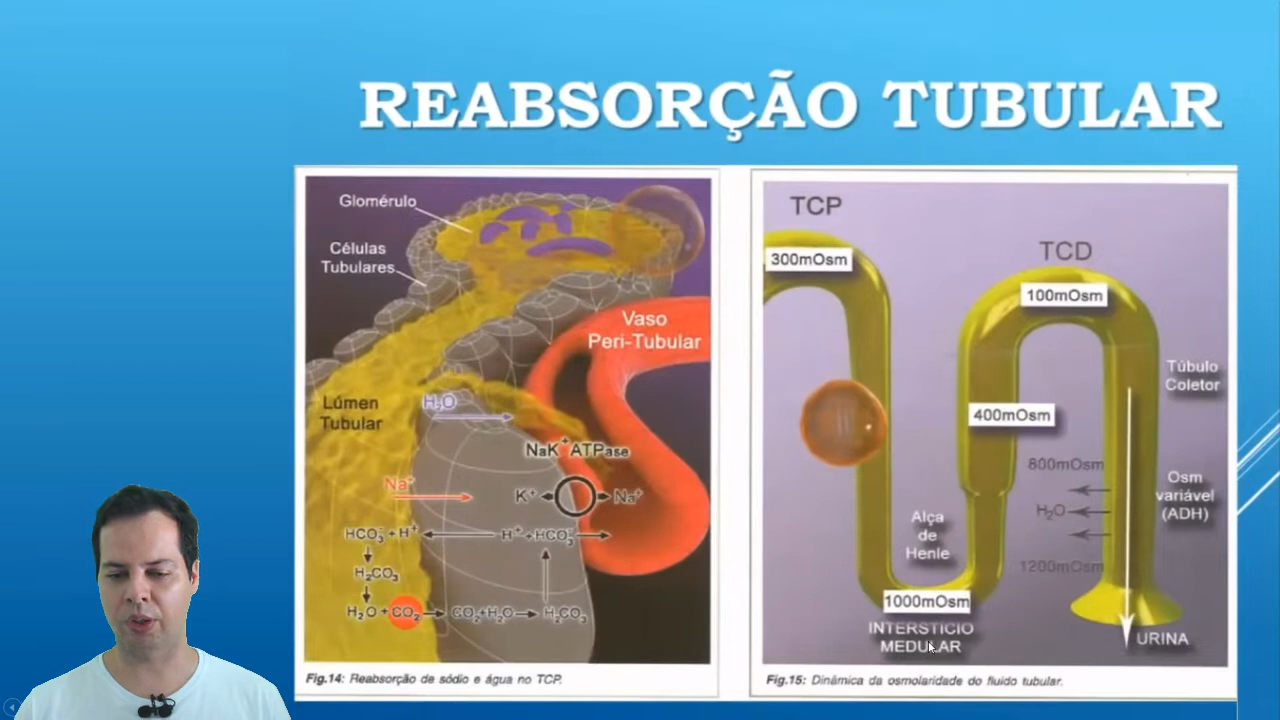 REABSORÇÃO TUBULAR
Glomérulo
Células
Tubulares
Vaso
Peri-Tubular
Lúmen
Tubular
H₂O
NaK⁺ATPase
Na⁺
K⁺ Na⁺
HCO₃⁻ + H⁺ H⁺ + HCO₃⁻
H₂CO₃
H₂O + CO₂ CO₂ + H₂O H₂CO₃
Fig.14: Reabsorção de sódio e água no TCP.
TCP
300mOsm
TCD
100mOsm
Túbulo
Coletor
400mOsm
800mOsm
H₂O
1200mOsm
Osm
variável
(ADH)
Alça
de
Henle
1000mOsm
INTERSTÍCIO
MEDULAR
URINA
Fig.15: Dinâmica da osmolaridade do fluido tubular.